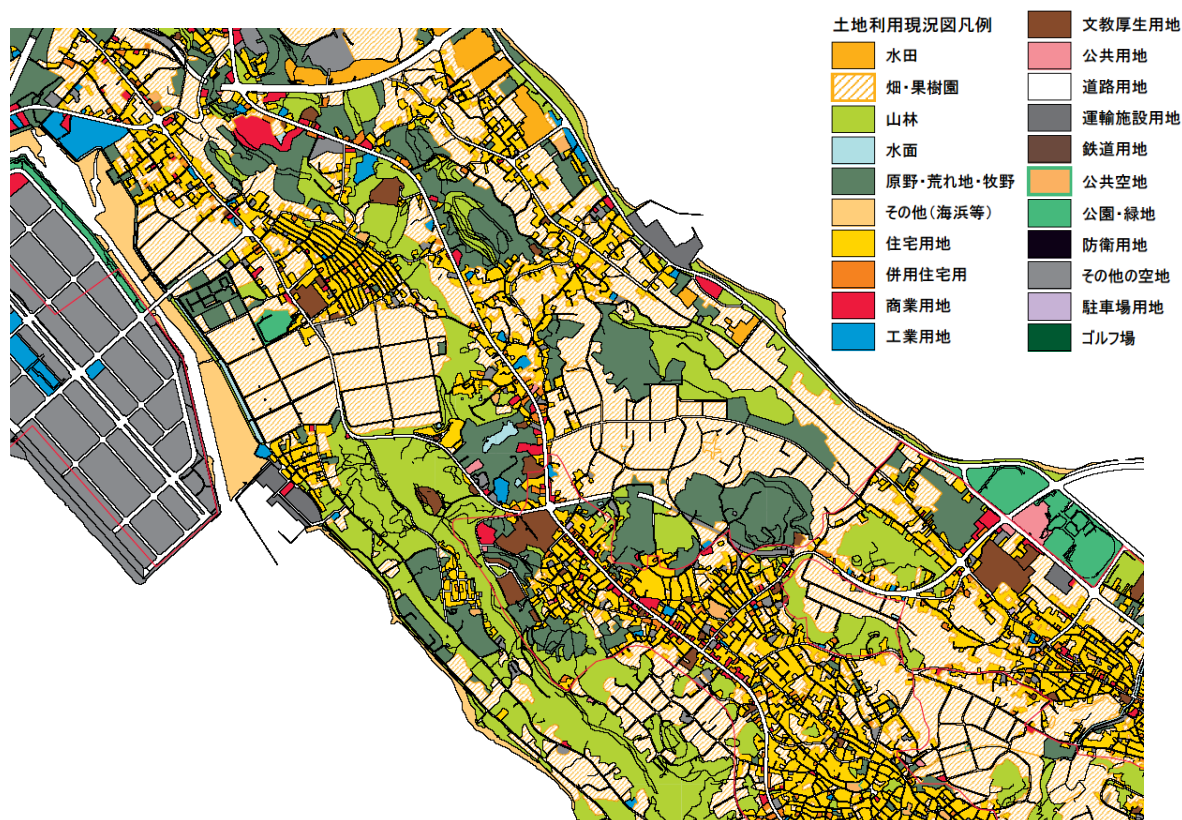 土地利用現況図凡例
水田
畑・果樹園
山林
水面
原野・荒れ地・牧野
その他(海浜等)
住宅用地
併用住宅用
商業用地
工業用地
文教厚生用地
公共用地
道路用地
運輸施設用地
鉄道用地
公共空地
公園・緑地
防衛用地
その他の空地
駐車場用地
ゴルフ場